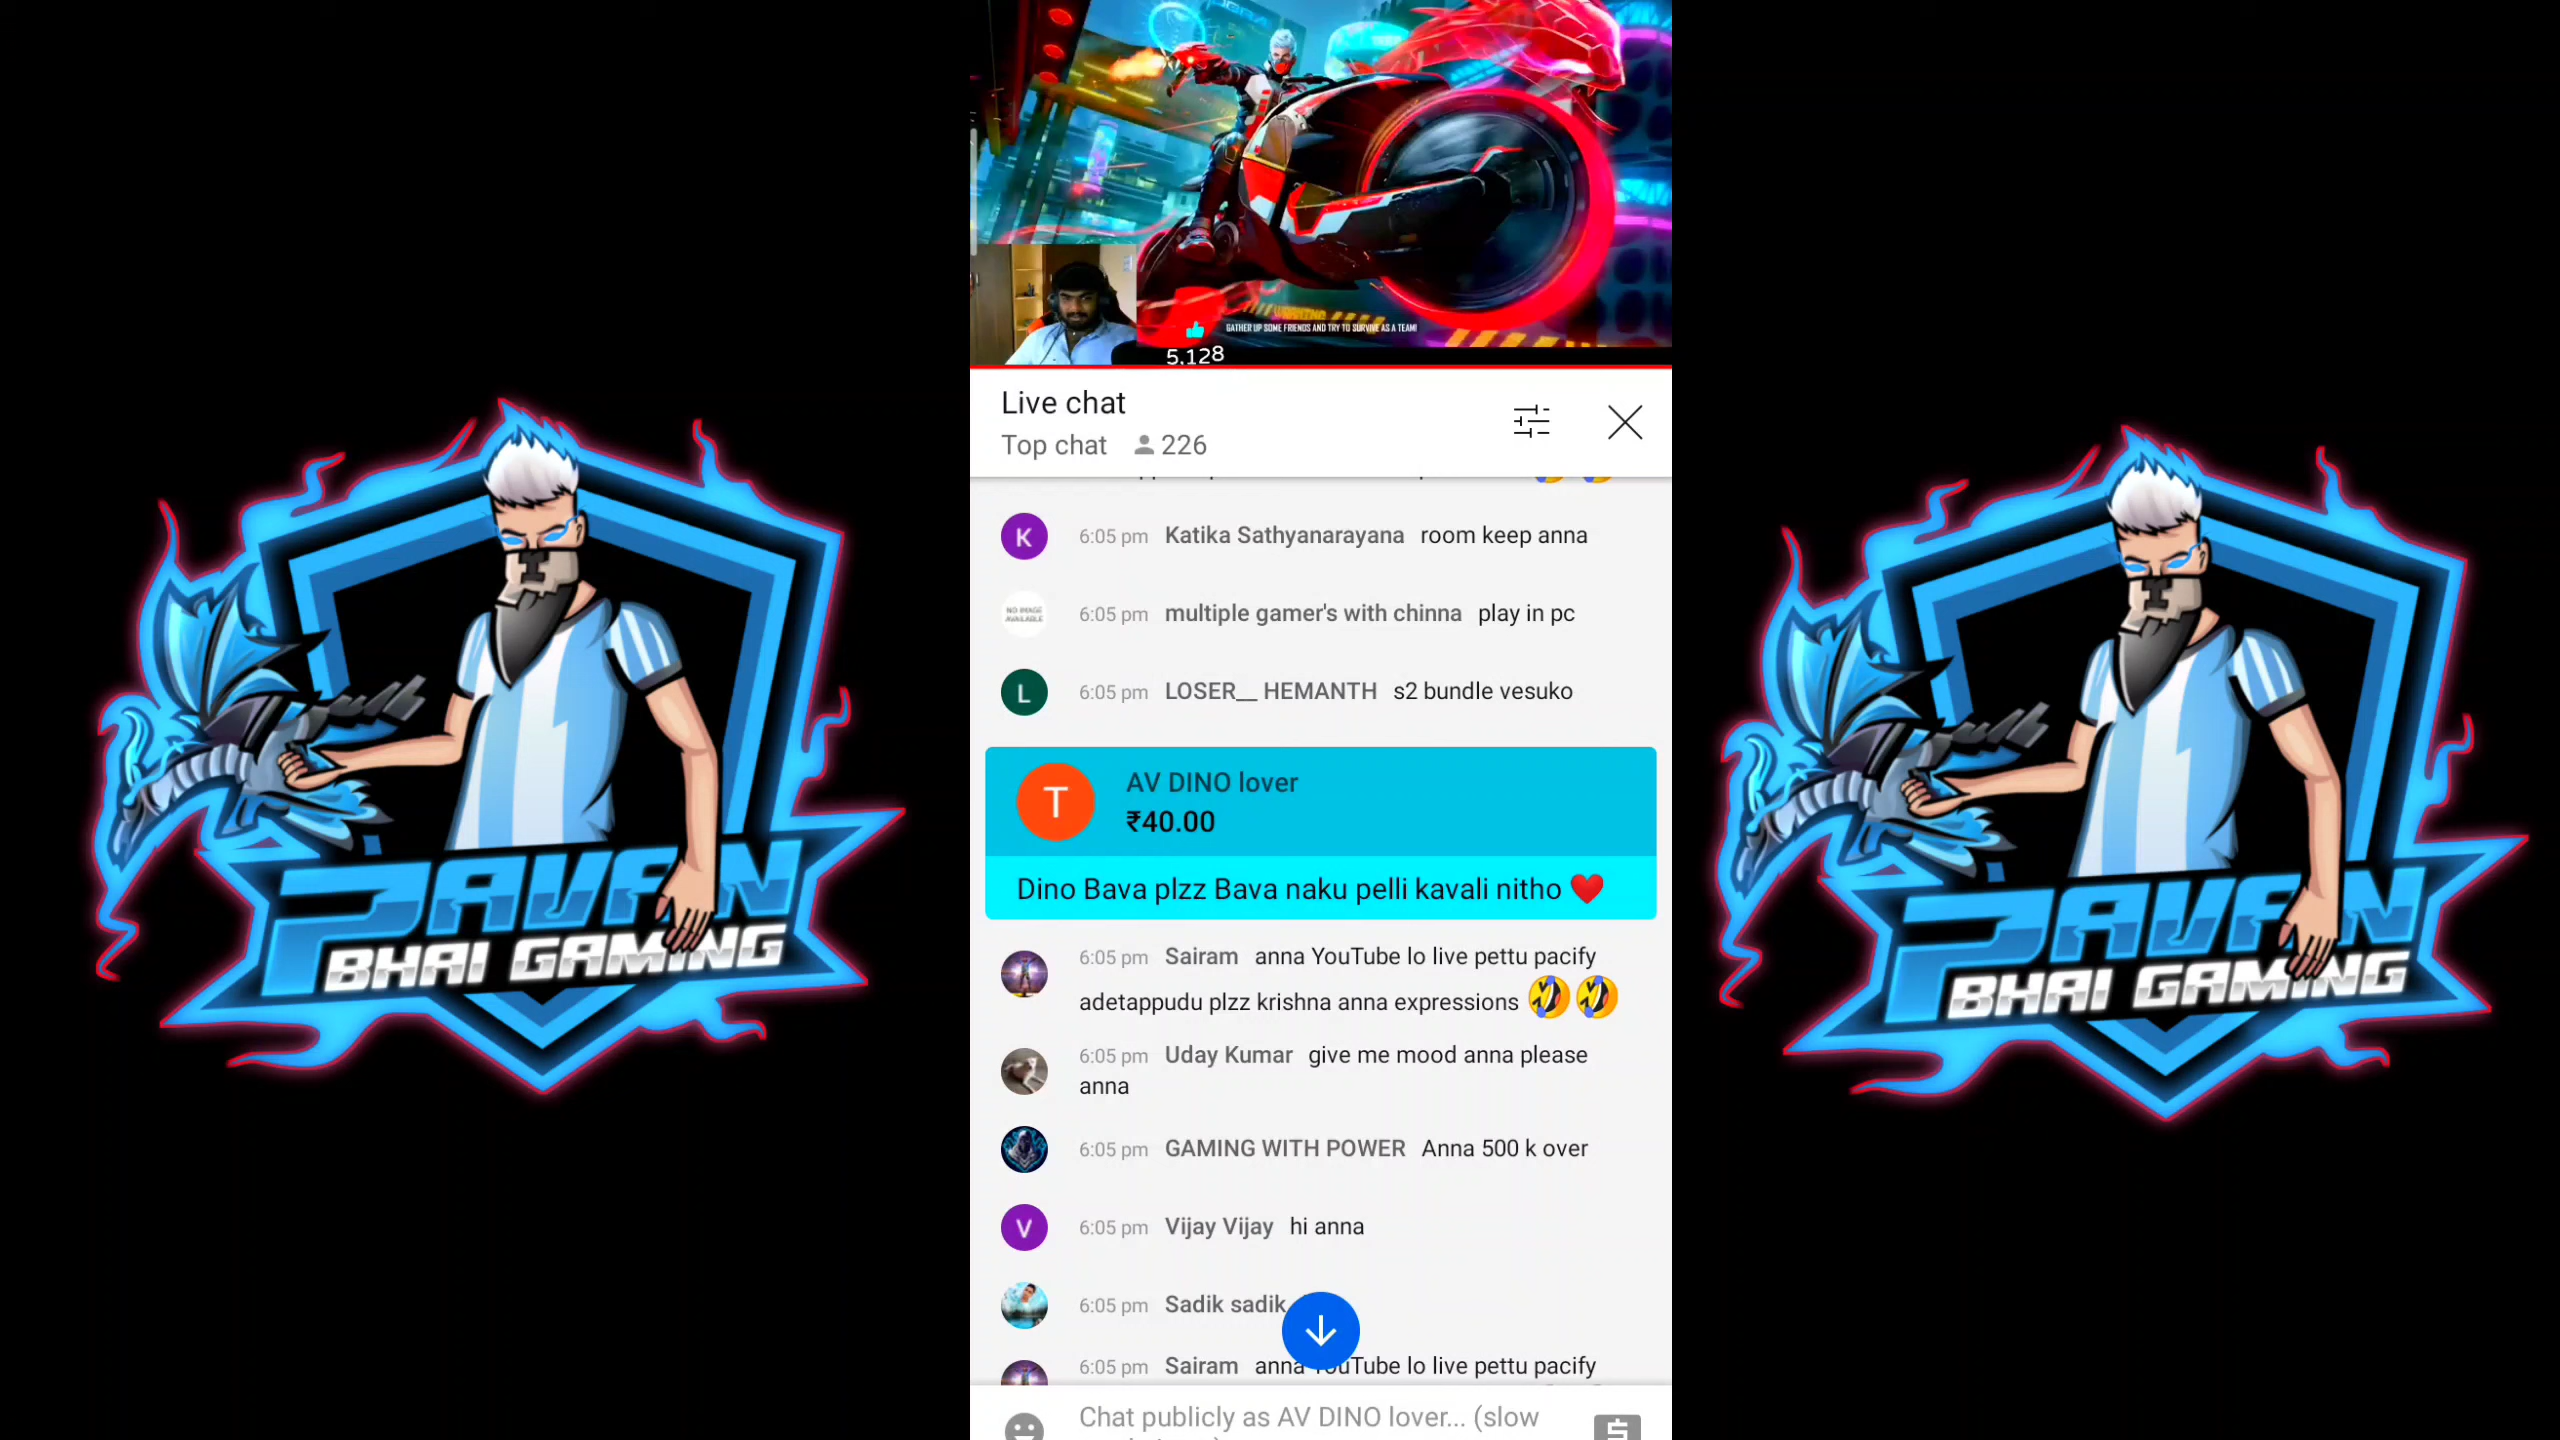 GATHER UP SOME FRIENDS AND TRY TO SURVIVE AS A TEAM!
5,128
Live chat
Top chat 226
K 6:05 pm Katika Sathyanarayana room keep anna
NO IMAGE
AVAILABLE
6:05 pm multiple gamer's with chinna play in pc
L 6:05 pm LOSER__ HEMANTH s2 bundle vesuko
T
AV DINO lover
₹40.00
Dino Bava plzz Bava naku pelli kavali nitho ❤️
6:05 pm Sairam anna YouTube lo live pettu pacify
adetappudu plzz krishna anna expressions 🤣🤣
6:05 pm Uday Kumar give me mood anna please
anna
6:05 pm GAMING WITH POWER Anna 500 k over
V 6:05 pm Vijay Vijay hi anna
6:05 pm Sadik sadik
6:05 pm Sairam anna YouTube lo live pettu pacify
Chat publicly as AV DINO lover... (slow
PAVAN
BHAI GAMING
PAVAN
BHAI GAMING